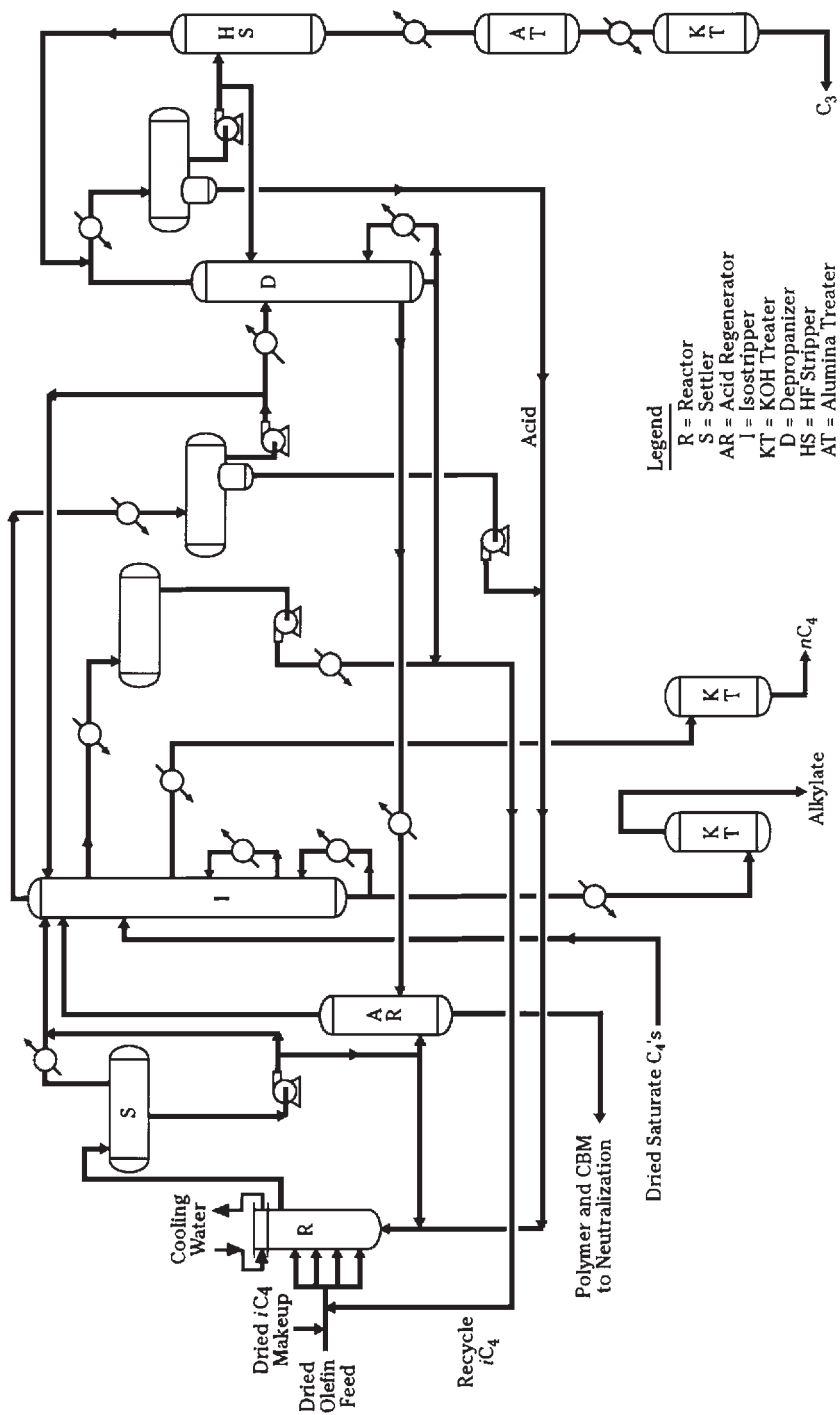 Cooling
Water
R
S
Dried iC4
Makeup
Dried
Olefin
Feed
Recycle
iC4
A
R
Polymer and CBM
to Neutralization
Dried Saturate C4's
I
K
T
Alkylate
K
T
nC4
D
Acid
H
S
A
T
K
T
C3
Legend
R = Reactor
S = Settler
AR = Acid Regenerator
I = Isostripper
KT = KOH Treater
D = Depropanizer
HS = HF Stripper
AT = Alumina Treater